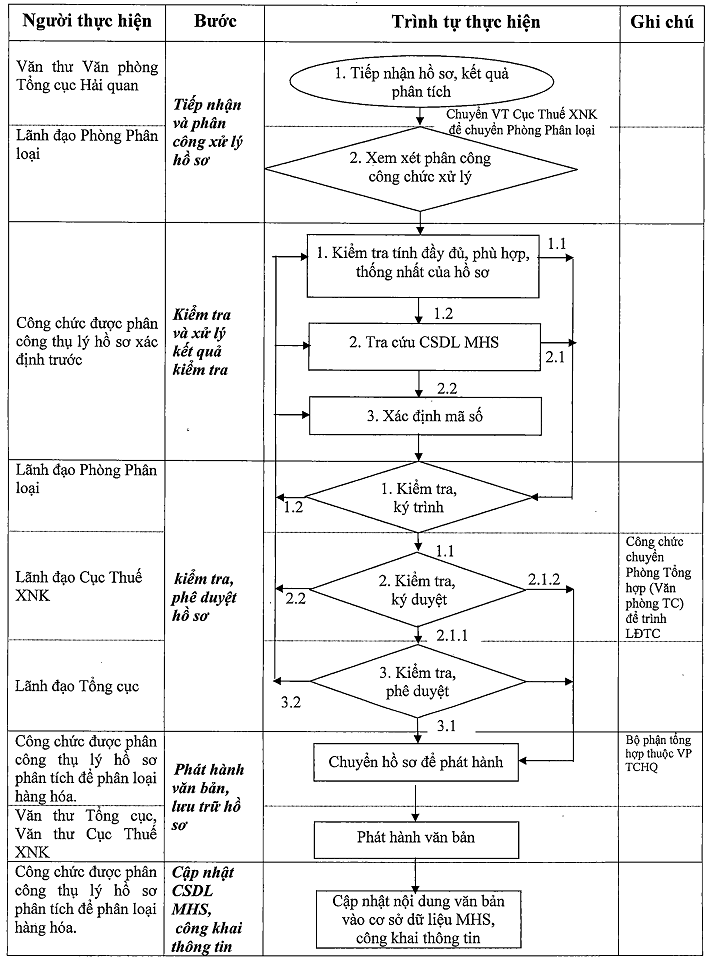 Người thực hiện
Bước
Trình tự thực hiện
Ghi chú
Văn thư Văn phòng
Tổng cục Hải quan
Tiếp nhận
và phân
công xử lý
hồ sơ
1. Tiếp nhận hồ sơ, kết quả
phân tích
Chuyển VT Cục Thuế XNK
để chuyển Phòng Phân loại
Lãnh đạo Phòng Phân
loại
2. Xem xét phân công
công chức xử lý
Công chức được phân
công thụ lý hồ sơ xác
định trước
Kiểm tra
và xử lý
kết quả
kiểm tra
1. Kiểm tra tính đầy đủ, phù hợp,
thống nhất của hồ sơ
1.1
1.2
2. Tra cứu CSDL MHS
2.1
2.2
3. Xác định mã số
Lãnh đạo Phòng Phân
loại
kiểm tra,
phê duyệt
hồ sơ
1. Kiểm tra,
ký trình
1.2
1.1
Lãnh đạo Cục Thuế
XNK
2. Kiểm tra,
ký duyệt
2.2
2.1.2
2.1.1
Công chức
chuyển
Phòng Tổng
hợp (Văn
phòng TC)
để trình
LĐTC
Lãnh đạo Tổng cục
3. Kiểm tra,
phê duyệt
3.2
3.1
Công chức được phân
công thụ lý hồ sơ
phân tích để phân loại
hàng hóa.
Phát hành
văn bản,
lưu trữ hồ
sơ
Chuyển hồ sơ để phát hành
Bộ phận tổng
hợp thuộc VP
TCHQ
Văn thư Tổng cục,
Văn thư Cục Thuế
XNK
Phát hành văn bản
Công chức được phân
công thụ lý hồ sơ
phân tích để phân loại
hàng hóa.
Cập nhật
CSDL
MHS,
công khai
thông tin
Cập nhật nội dung văn bản
vào cơ sở dữ liệu MHS,
công khai thông tin